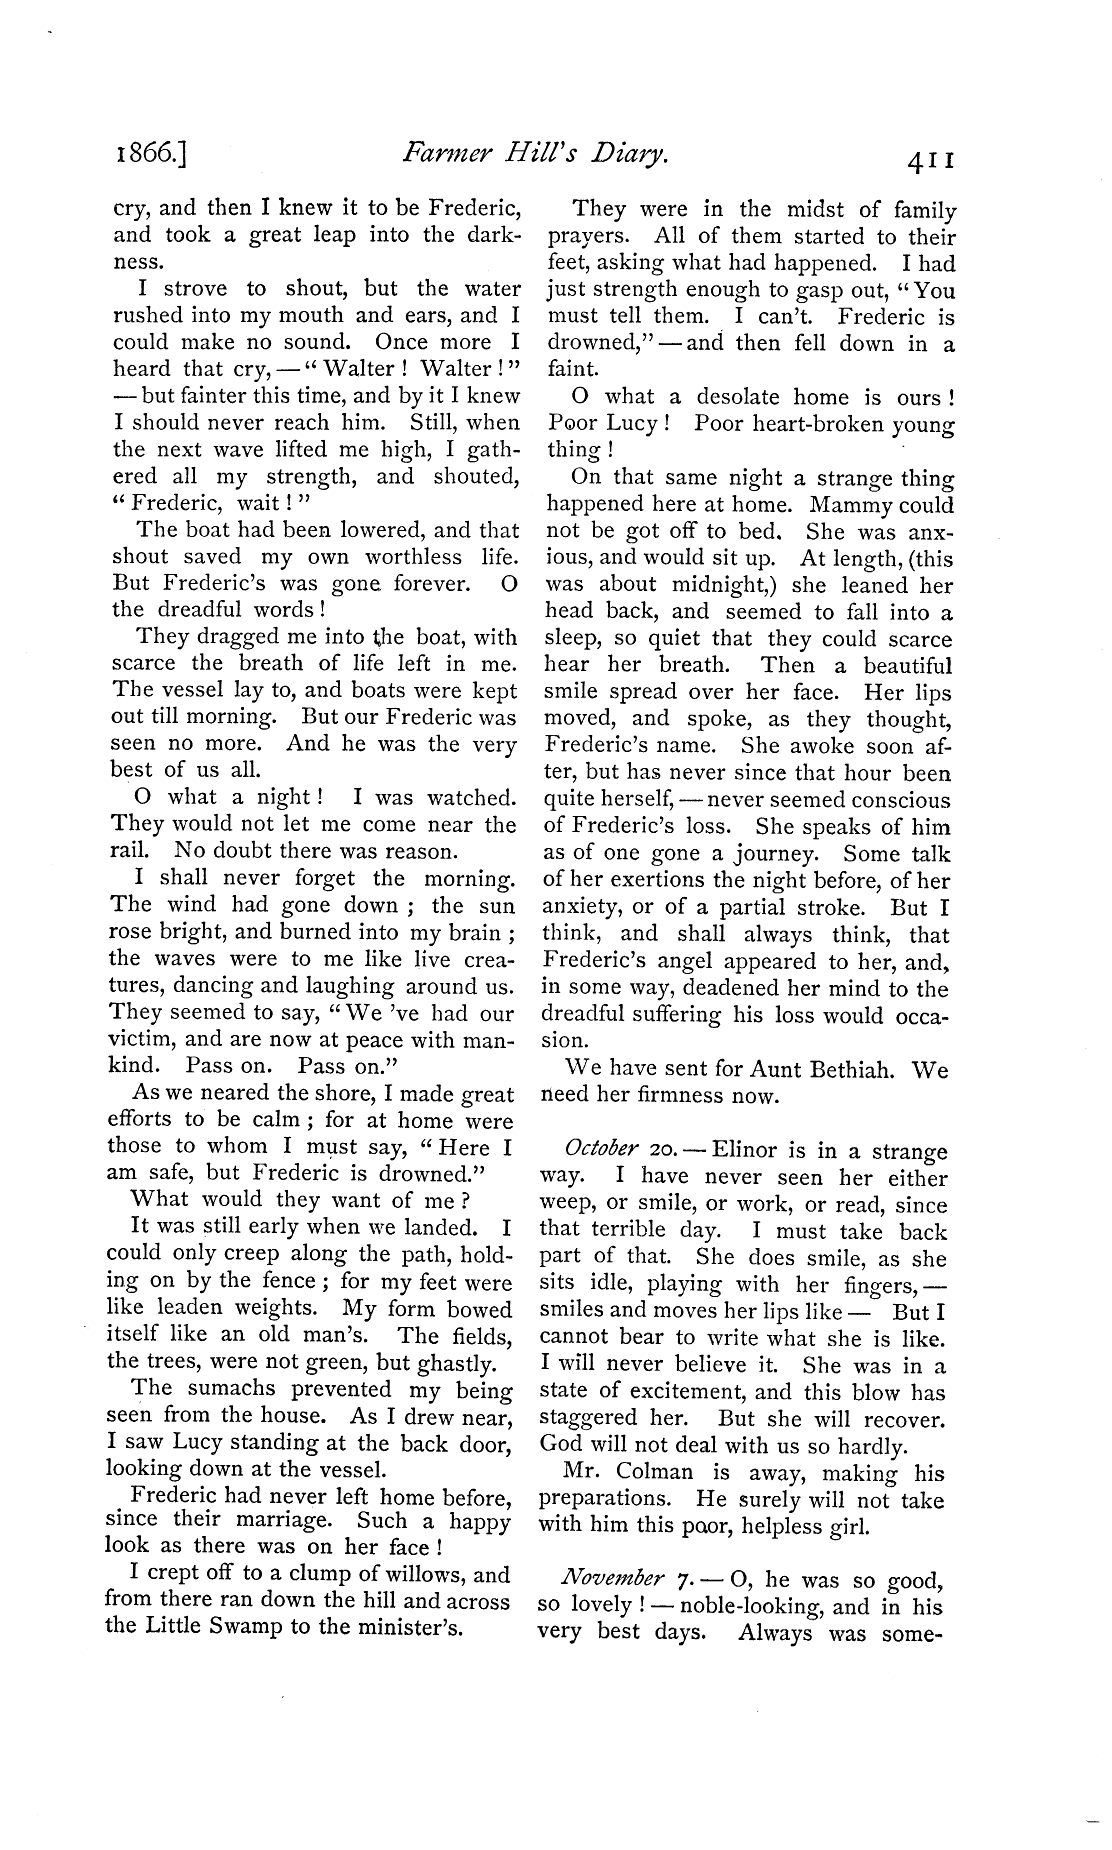 1866.] Farmer Hill's Diary. 411
cry, and then I knew it to be Frederic,
and took a great leap into the dark-
ness.
I strove to shout, but the water
rushed into my mouth and ears, and I
could make no sound. Once more I
heard that cry, — “Walter! Walter!”
— but fainter this time, and by it I knew
I should never reach him. Still, when
the next wave lifted me high, I gath-
ered all my strength, and shouted,
“Frederic, wait!”
The boat had been lowered, and that
shout saved my own worthless life.
But Frederic's was gone forever. O
the dreadful words!
They dragged me into the boat, with
scarce the breath of life left in me.
The vessel lay to, and boats were kept
out till morning. But our Frederic was
seen no more. And he was the very
best of us all.
O what a night! I was watched.
They would not let me come near the
rail. No doubt there was reason.
I shall never forget the morning.
The wind had gone down; the sun
rose bright, and burned into my brain;
the waves were to me like live crea-
tures, dancing and laughing around us.
They seemed to say, “We 've had our
victim, and are now at peace with man-
kind. Pass on. Pass on.”
As we neared the shore, I made great
efforts to be calm; for at home were
those to whom I must say, “Here I
am safe, but Frederic is drowned.”
What would they want of me?
It was still early when we landed. I
could only creep along the path, hold-
ing on by the fence; for my feet were
like leaden weights. My form bowed
itself like an old man's. The fields,
the trees, were not green, but ghastly.
The sumachs prevented my being
seen from the house. As I drew near,
I saw Lucy standing at the back door,
looking down at the vessel.
Frederic had never left home before,
since their marriage. Such a happy
look as there was on her face!
I crept off to a clump of willows, and
from there ran down the hill and across
the Little Swamp to the minister's.
They were in the midst of family
prayers. All of them started to their
feet, asking what had happened. I had
just strength enough to gasp out, “You
must tell them. I can't. Frederic is
drowned,” — and then fell down in a
faint.
O what a desolate home is ours!
Poor Lucy! Poor heart-broken young
thing!
On that same night a strange thing
happened here at home. Mammy could
not be got off to bed. She was anx-
ious, and would sit up. At length, (this
was about midnight,) she leaned her
head back, and seemed to fall into a
sleep, so quiet that they could scarce
hear her breath. Then a beautiful
smile spread over her face. Her lips
moved, and spoke, as they thought,
Frederic's name. She awoke soon af-
ter, but has never since that hour been
quite herself, — never seemed conscious
of Frederic's loss. She speaks of him
as of one gone a journey. Some talk
of her exertions the night before, of her
anxiety, or of a partial stroke. But I
think, and shall always think, that
Frederic's angel appeared to her, and,
in some way, deadened her mind to the
dreadful suffering his loss would occa-
sion.
We have sent for Aunt Bethiah. We
need her firmness now.
October 20. — Elinor is in a strange
way. I have never seen her either
weep, or smile, or work, or read, since
that terrible day. I must take back
part of that. She does smile, as she
sits idle, playing with her fingers, —
smiles and moves her lips like — But I
cannot bear to write what she is like.
I will never believe it. She was in a
state of excitement, and this blow has
staggered her. But she will recover.
God will not deal with us so hardly.
Mr. Colman is away, making his
preparations. He surely will not take
with him this poor, helpless girl.
November 7. — O, he was so good,
so lovely! — noble-looking, and in his
very best days. Always was some-